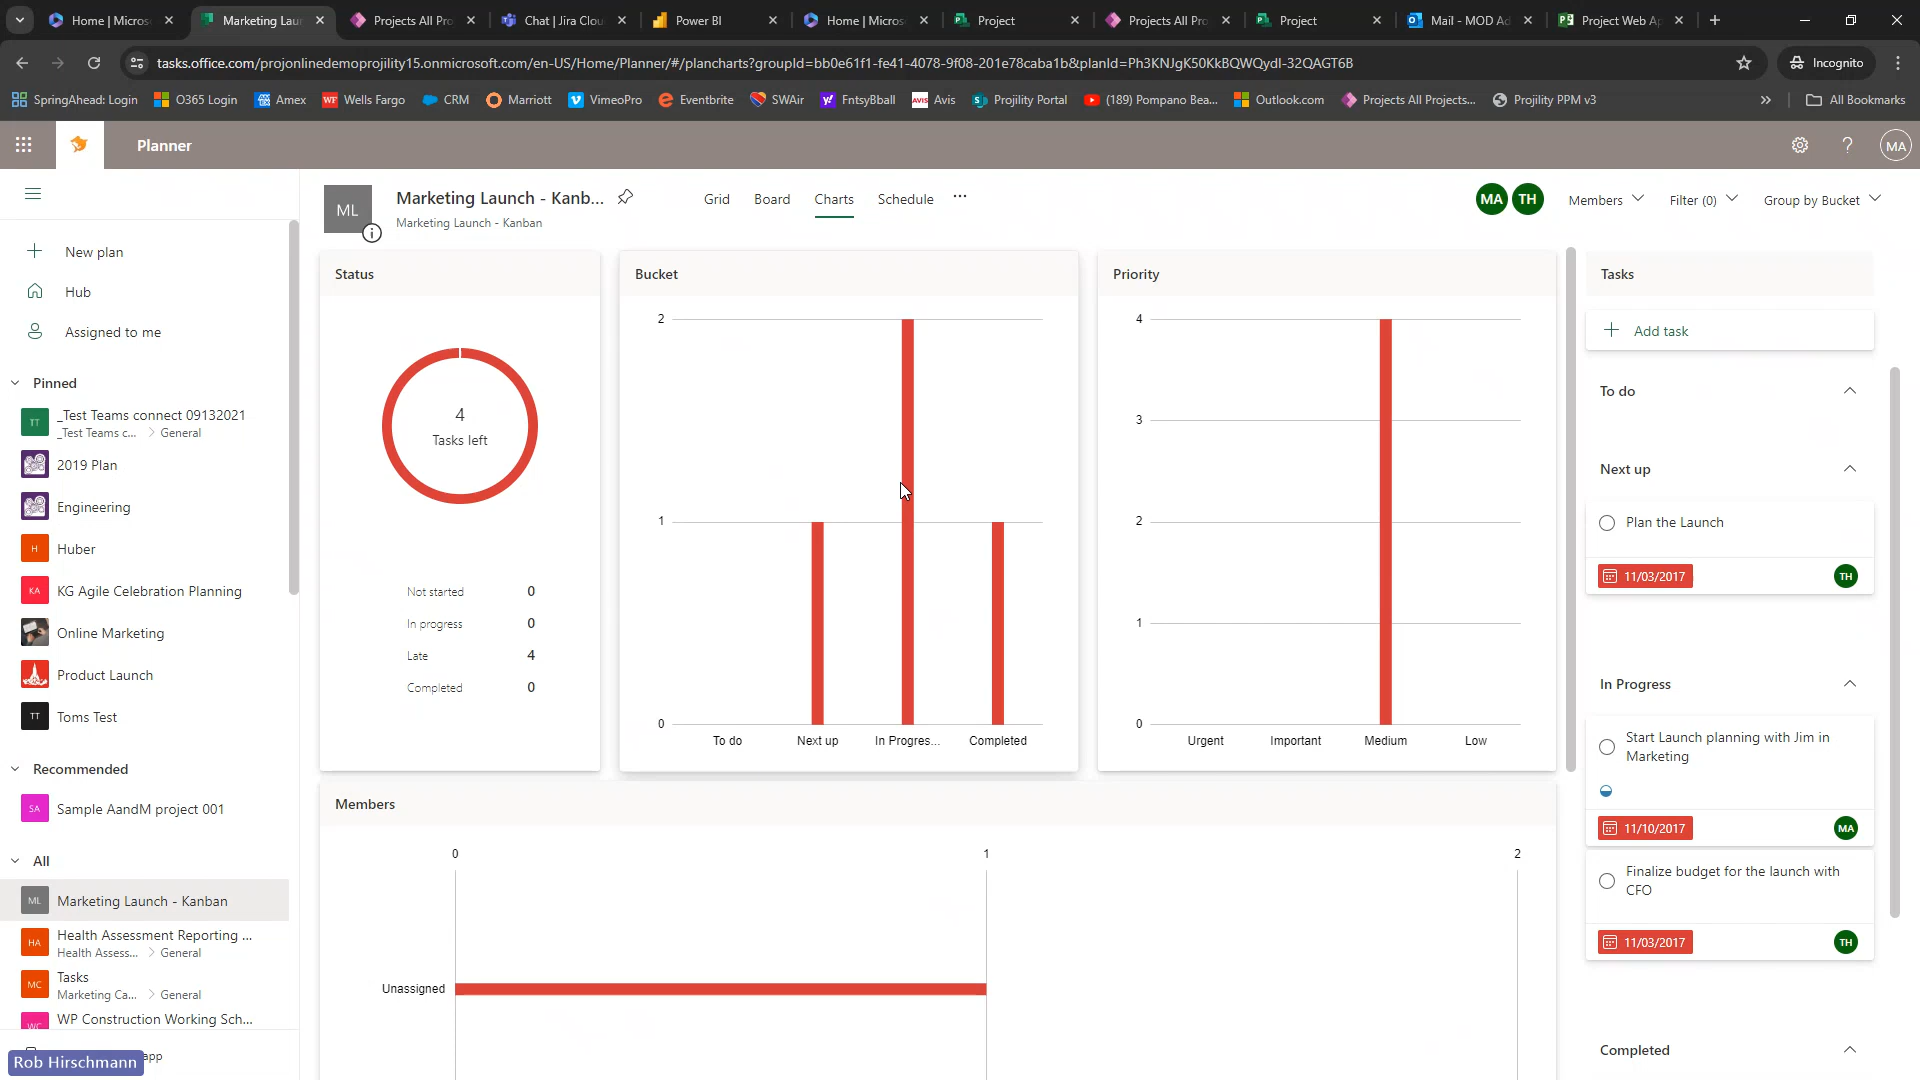 Home | Micros
Marketing Lau
Projects All Pro
Chat | Jira Clou
Power BI
Home | Micros
Project
Projects All Pro
Project
Mail - MOD Ad
Project Web Ap
tasks.office.com/projonlinedemoprojility15.onmicrosoft.com/en-US/Home/Planner/#/plancharts?groupId=bb0e61f1-fe41-4078-9f08-201e78caba1b&planId=Ph3KNJgK50KkBQWQydI-32QAGT6B
Incognito
SpringAhead: Login
O365 Login
Amex
Wells Fargo
CRM
Marriott
VimeoPro
Eventbrite
SWAir
FntsyBball
Avis
Projility Portal
(189) Pompano Bea...
Outlook.com
Projects All Projects...
Projility PPM v3
All Bookmarks
Planner
MA
ML
Marketing Launch - Kanb...
Marketing Launch - Kanban
Grid
Board
Charts
Schedule
MA
TH
Members
Filter (0)
Group by Bucket
New plan
Hub
Assigned to me
Pinned
TT
_Test Teams connect 09132021
_Test Teams c... > General
2019 Plan
Engineering
H
Huber
KA
KG Agile Celebration Planning
Online Marketing
Product Launch
TT
Toms Test
Recommended
SA
Sample AandM project 001
All
ML
Marketing Launch - Kanban
HA
Health Assessment Reporting ...
Health Assess... > General
MC
Tasks
Marketing Ca... > General
WC
WP Construction Working Sch...
app
Rob Hirschmann
Status
4
Tasks left
Not started 0
In progress 0
Late 4
Completed 0
Bucket
2
1
0
To do
Next up
In Progres...
Completed
Priority
4
3
2
1
0
Urgent
Important
Medium
Low
Members
0
1
2
Unassigned
Tasks
Add task
To do
Next up
Plan the Launch
11/03/2017
TH
In Progress
Start Launch planning with Jim in
Marketing
11/10/2017
MA
Finalize budget for the launch with
CFO
11/03/2017
TH
Completed